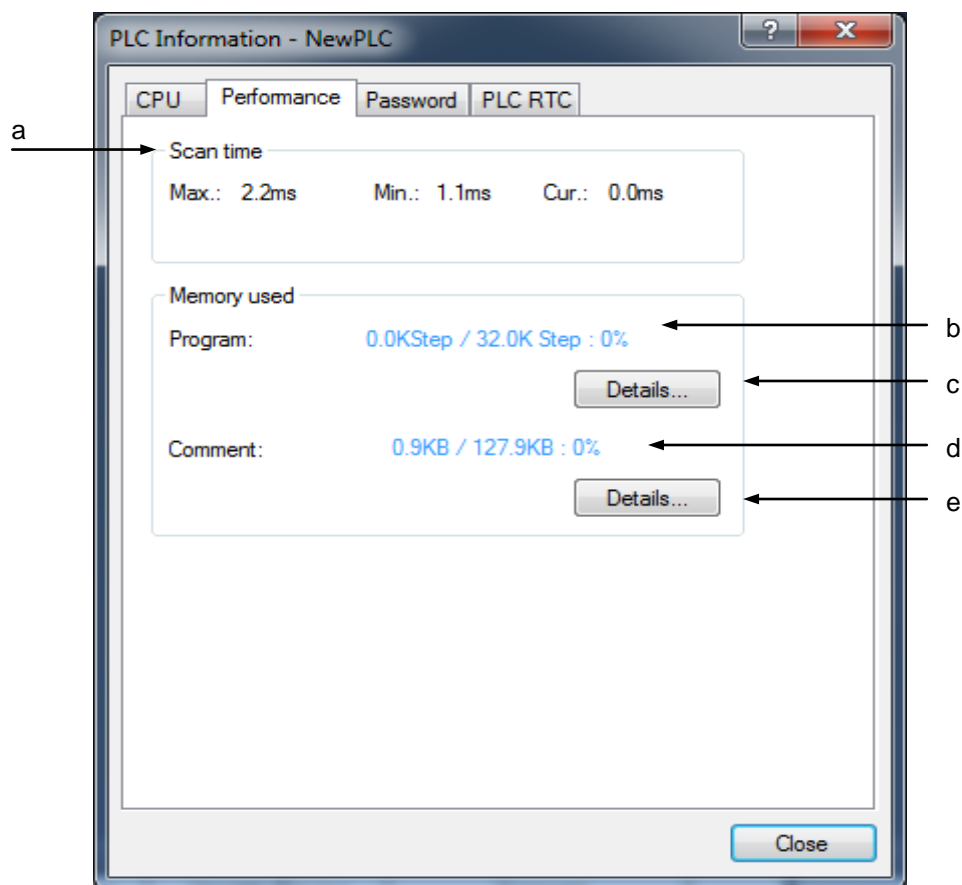 PLC Information - NewPLC
?
x
CPU Performance Password PLC RTC
a
Scan time
Max.: 2.2ms Min.: 1.1ms Cur.: 0.0ms
Memory used
Program: 0.0KStep / 32.0K Step : 0% b
Details... c
Comment: 0.9KB / 127.9KB : 0% d
Details... e
Close